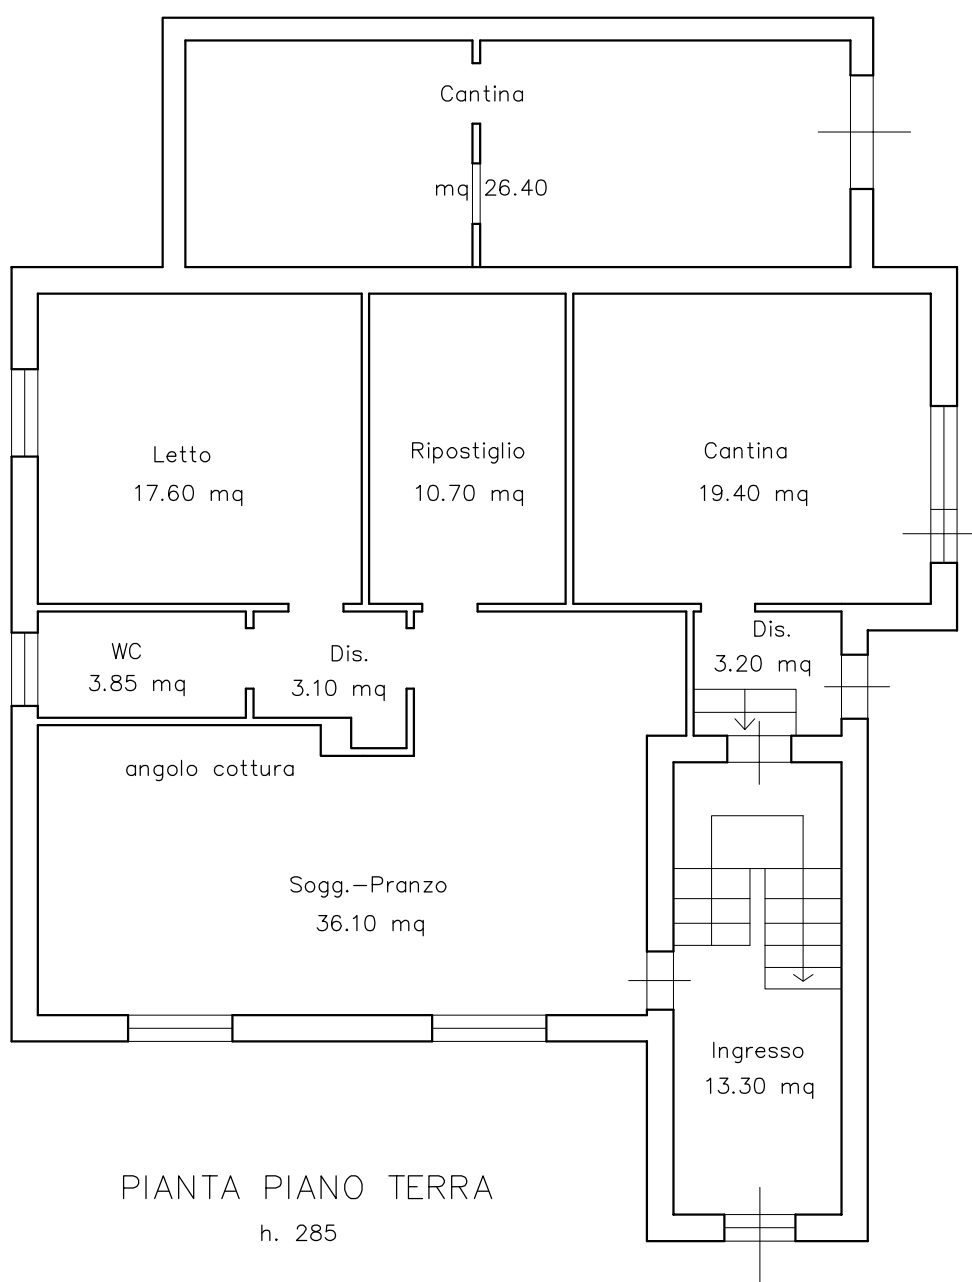 Cantina
mq 26.40
Letto
17.60 mq
Ripostiglio
10.70 mq
Cantina
19.40 mq
WC
3.85 mq
Dis.
3.10 mq
Dis.
3.20 mq
angolo cottura
Sogg.-Pranzo
36.10 mq
Ingresso
13.30 mq
PIANTA PIANO TERRA
h. 285